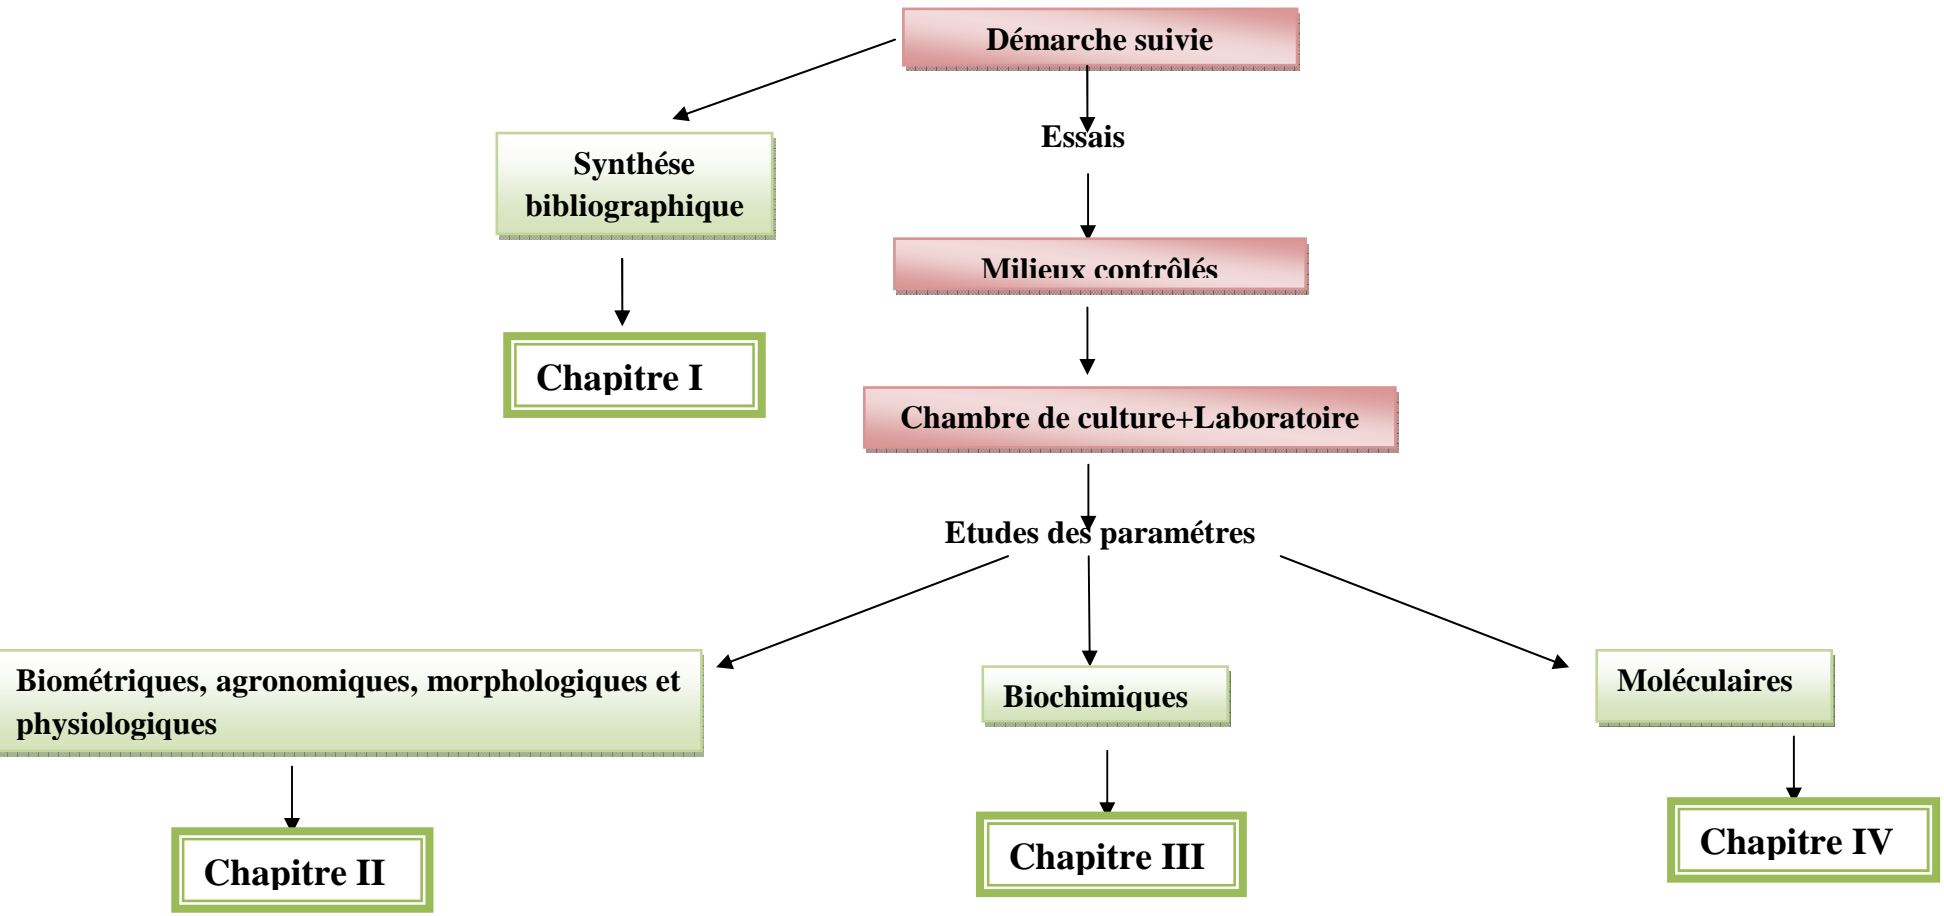 Démarche suivie
Essais
Synthése
bibliographique
Milieux contrôlés
Chapitre I
Chambre de culture+Laboratoire
Etudes des paramétres
Biométriques, agronomiques, morphologiques et
physiologiques
Biochimiques
Moléculaires
Chapitre II
Chapitre III
Chapitre IV